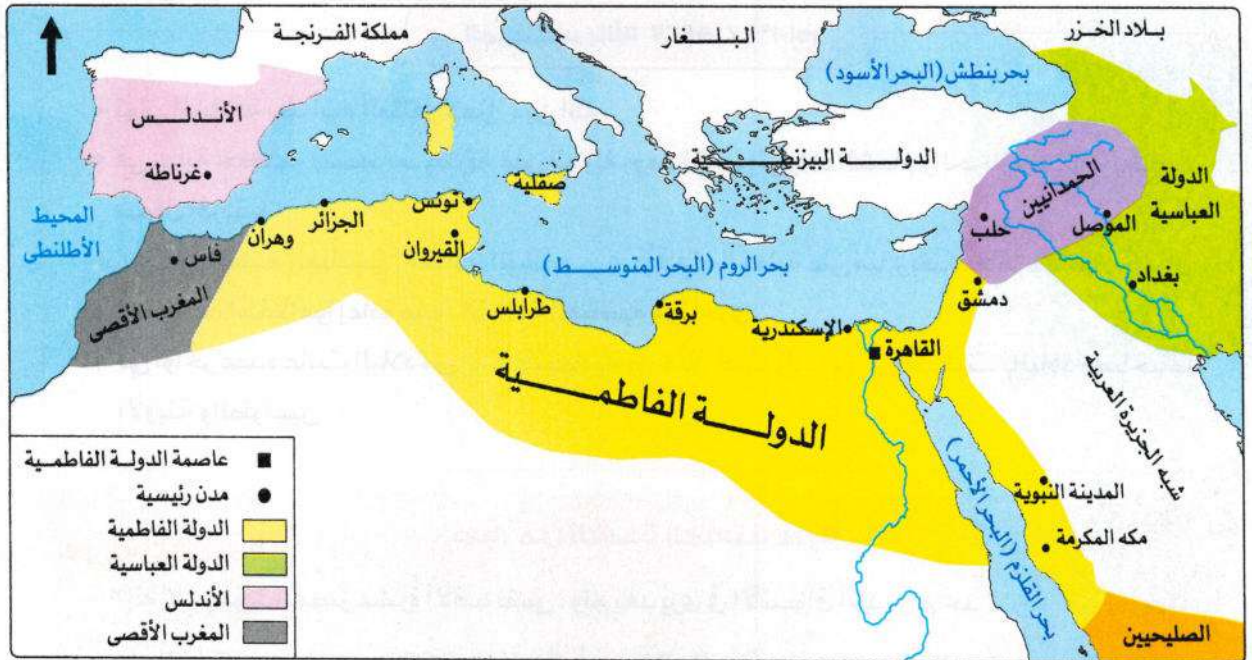 بلاد الخزر
البلغار
مملكة الفرنجة
بحر بنطش (البحر الأسود)
الأندلس
غرناطة
الدولة البيزنطية
الحمدانيين
الدولة
العباسية
الموصل
حلب
صقلية
تونس
الجزائر
وهران
المحيط
الأطلنطي
فاس
المغرب الأقصى
القيروان
بحر الروم (البحر المتوسط)
بغداد
دمشق
طرابلس
برقة
الإسكندرية
القاهرة
الدولة الفاطمية
شبه الجزيرة العربية
بحر القلزم (البحر الأحمر)
المدينة النبوية
مكه المكرمة
الصليحيين
عاصمة الدولة الفاطمية
مدن رئيسية
الدولة الفاطمية
الدولة العباسية
الأندلس
المغرب الأقصى